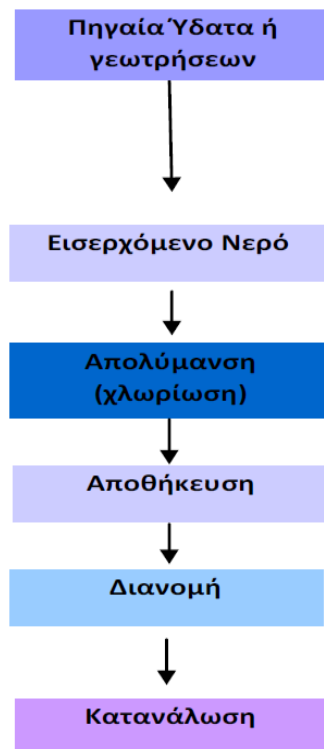 Πηγαία Ύδατα ή
γεωτρήσεων
Εισερχόμενο Νερό
Απολύμανση
(χλωρίωση)
Αποθήκευση
Διανομή
Κατανάλωση